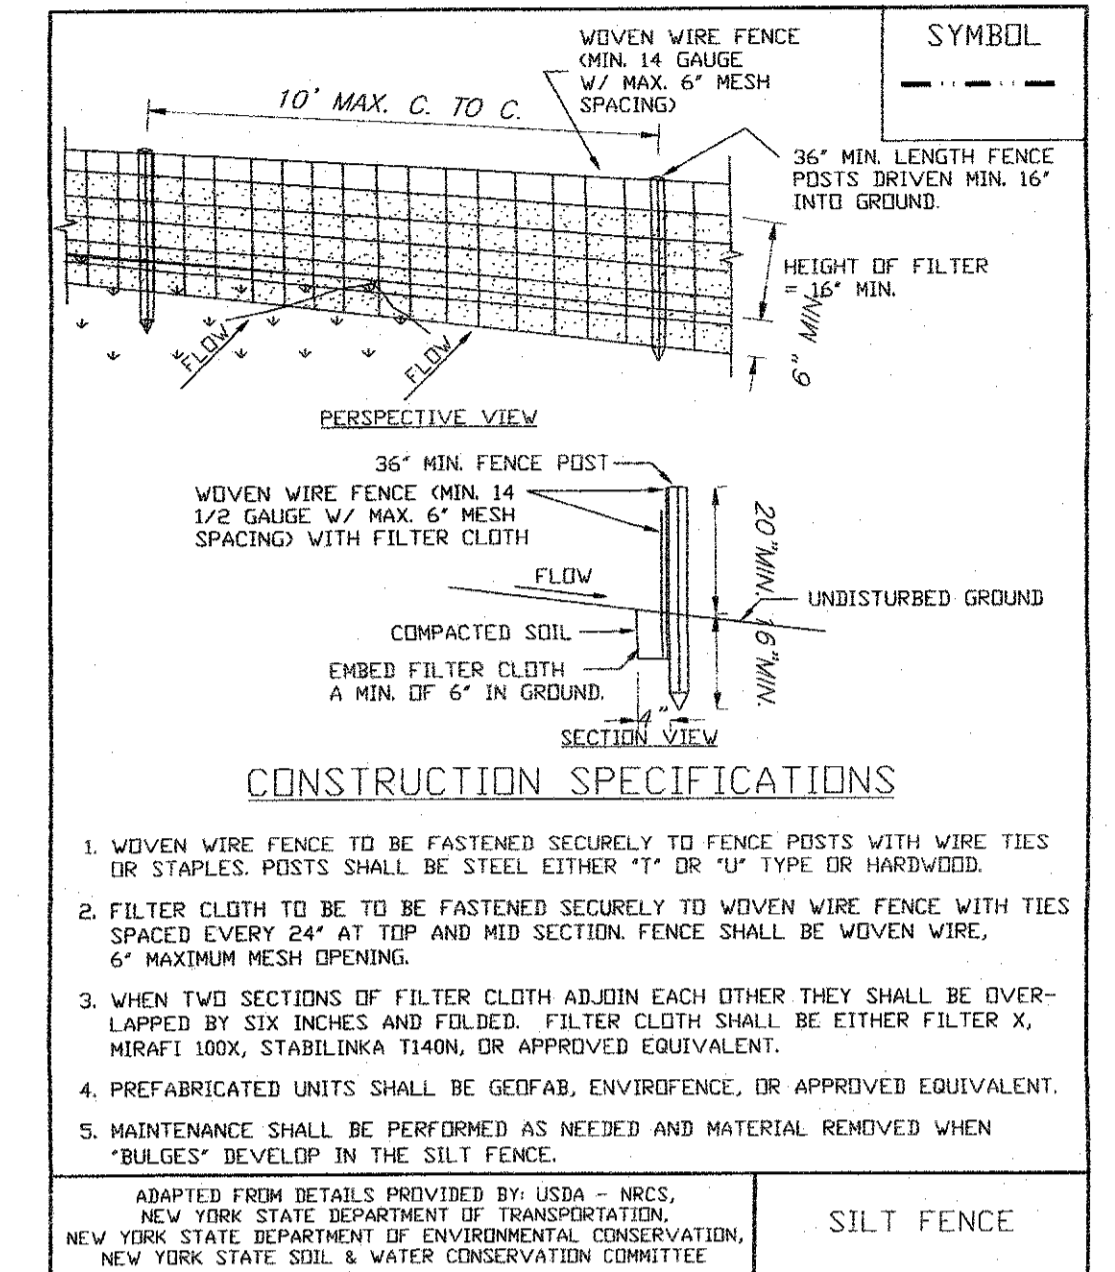 WOVEN WIRE FENCE
(MIN. 14 GAUGE
W/ MAX. 6" MESH
SPACING)
SYMBOL
10' MAX. C. TO C.
36" MIN. LENGTH FENCE
POSTS DRIVEN MIN. 16"
INTO GROUND.
HEIGHT OF FILTER
= 16" MIN.
6" MIN
FLOW
FLOW
PERSPECTIVE VIEW
36" MIN. FENCE POST
WOVEN WIRE FENCE (MIN. 14
1/2 GAUGE W/ MAX. 6" MESH
SPACING) WITH FILTER CLOTH
20"MIN.
FLOW
UNDISTURBED GROUND
COMPACTED SOIL
16"MIN.
EMBED FILTER CLOTH
A MIN. OF 6" IN GROUND.
4"
SECTION VIEW
CONSTRUCTION SPECIFICATIONS
1. WOVEN WIRE FENCE TO BE FASTENED SECURELY TO FENCE POSTS WITH WIRE TIES
OR STAPLES. POSTS SHALL BE STEEL EITHER "T" OR "U" TYPE OR HARDWOOD.
2. FILTER CLOTH TO BE TO BE FASTENED SECURELY TO WOVEN WIRE FENCE WITH TIES
SPACED EVERY 24" AT TOP AND MID SECTION. FENCE SHALL BE WOVEN WIRE,
6" MAXIMUM MESH OPENING.
3. WHEN TWO SECTIONS OF FILTER CLOTH ADJOIN EACH OTHER THEY SHALL BE OVER-
LAPPED BY SIX INCHES AND FOLDED. FILTER CLOTH SHALL BE EITHER FILTER X,
MIRAFI 100X, STABILINKA T140N, OR APPROVED EQUIVALENT.
4. PREFABRICATED UNITS SHALL BE GEOFAB, ENVIROFENCE, OR APPROVED EQUIVALENT.
5. MAINTENANCE SHALL BE PERFORMED AS NEEDED AND MATERIAL REMOVED WHEN
"BULGES" DEVELOP IN THE SILT FENCE.
ADAPTED FROM DETAILS PROVIDED BY: USDA - NRCS,
NEW YORK STATE DEPARTMENT OF TRANSPORTATION,
NEW YORK STATE DEPARTMENT OF ENVIRONMENTAL CONSERVATION,
NEW YORK STATE SOIL & WATER CONSERVATION COMMITTEE
SILT FENCE